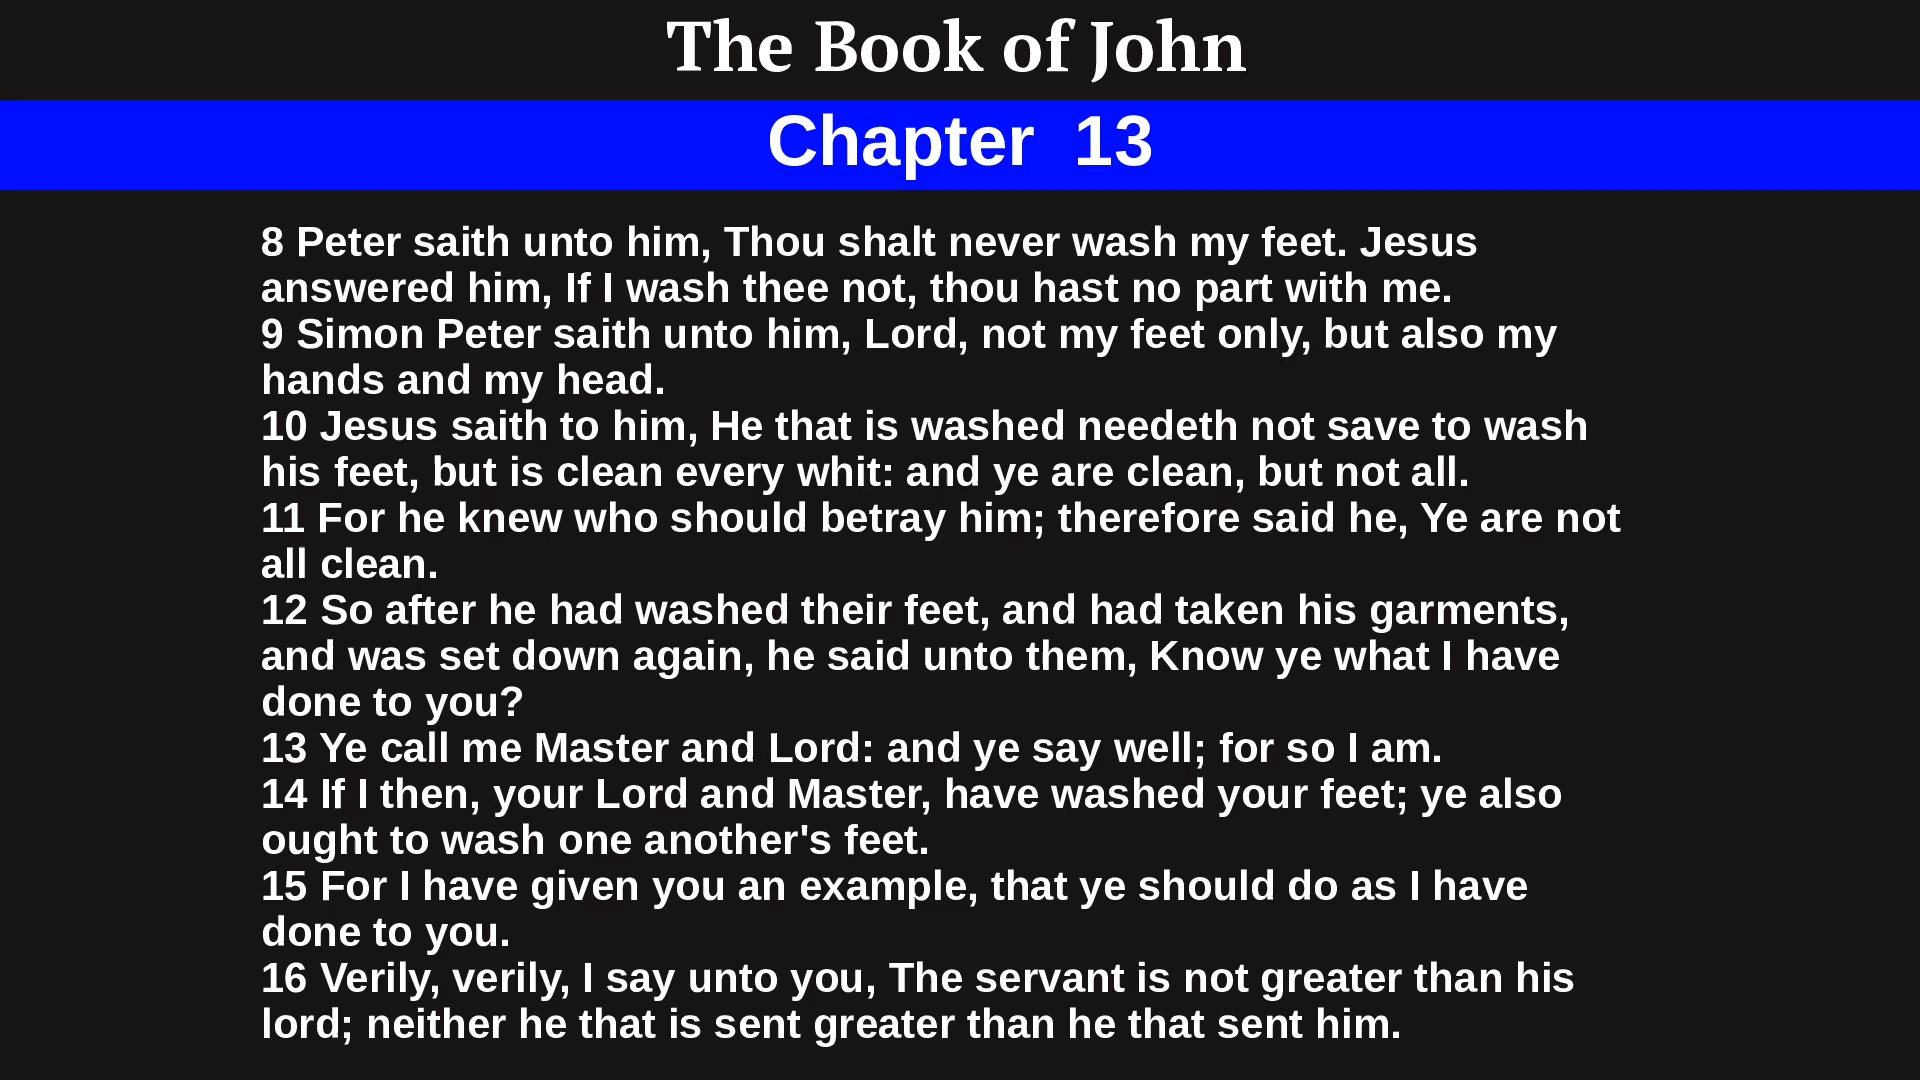 The Book of John
Chapter 13
8 Peter saith unto him, Thou shalt never wash my feet. Jesus
answered him, If I wash thee not, thou hast no part with me.
9 Simon Peter saith unto him, Lord, not my feet only, but also my
hands and my head.
10 Jesus saith to him, He that is washed needeth not save to wash
his feet, but is clean every whit: and ye are clean, but not all.
11 For he knew who should betray him; therefore said he, Ye are not
all clean.
12 So after he had washed their feet, and had taken his garments,
and was set down again, he said unto them, Know ye what I have
done to you?
13 Ye call me Master and Lord: and ye say well; for so I am.
14 If I then, your Lord and Master, have washed your feet; ye also
ought to wash one another's feet.
15 For I have given you an example, that ye should do as I have
done to you.
16 Verily, verily, I say unto you, The servant is not greater than his
lord; neither he that is sent greater than he that sent him.